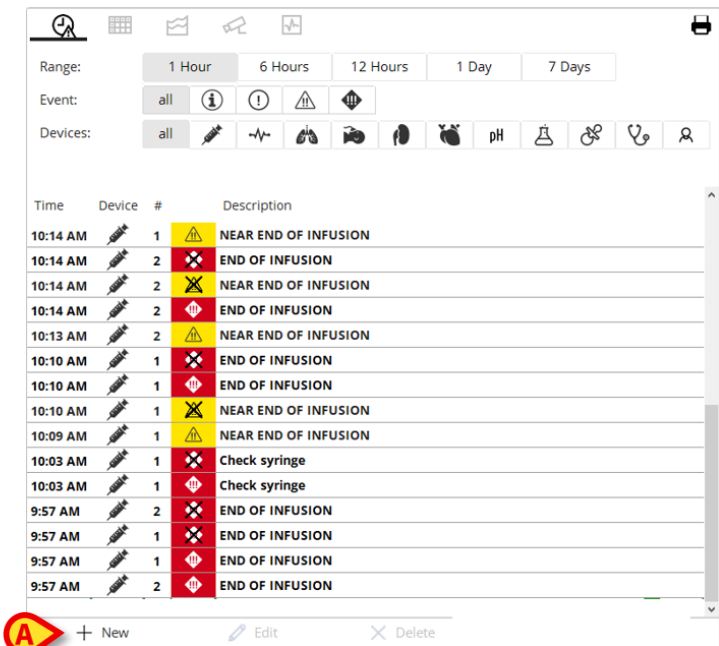 Range: 1 Hour 6 Hours 12 Hours 1 Day 7 Days
Event: all
Devices: all pH
Time Device # Description
10:14 AM 1 NEAR END OF INFUSION
10:14 AM 2 END OF INFUSION
10:14 AM 2 NEAR END OF INFUSION
10:14 AM 2 END OF INFUSION
10:13 AM 2 NEAR END OF INFUSION
10:10 AM 1 END OF INFUSION
10:10 AM 1 END OF INFUSION
10:10 AM 1 NEAR END OF INFUSION
10:09 AM 1 NEAR END OF INFUSION
10:03 AM 1 Check syringe
10:03 AM 1 Check syringe
9:57 AM 2 END OF INFUSION
9:57 AM 1 END OF INFUSION
9:57 AM 1 END OF INFUSION
9:57 AM 2 END OF INFUSION
A + New Edit Delete